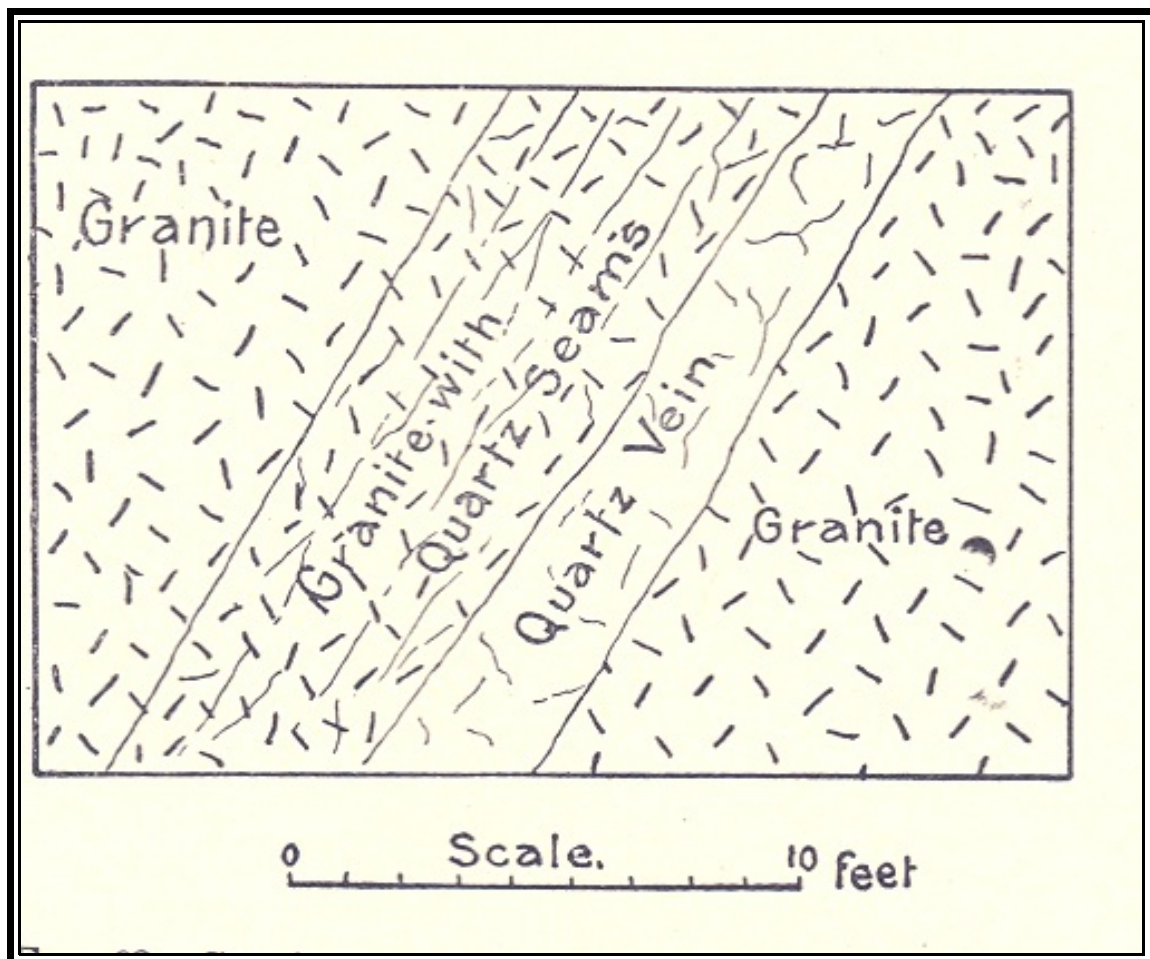 Granite
Granite with
Quartz Seams
Quartz Vein
Granite
0 Scale. 10 feet